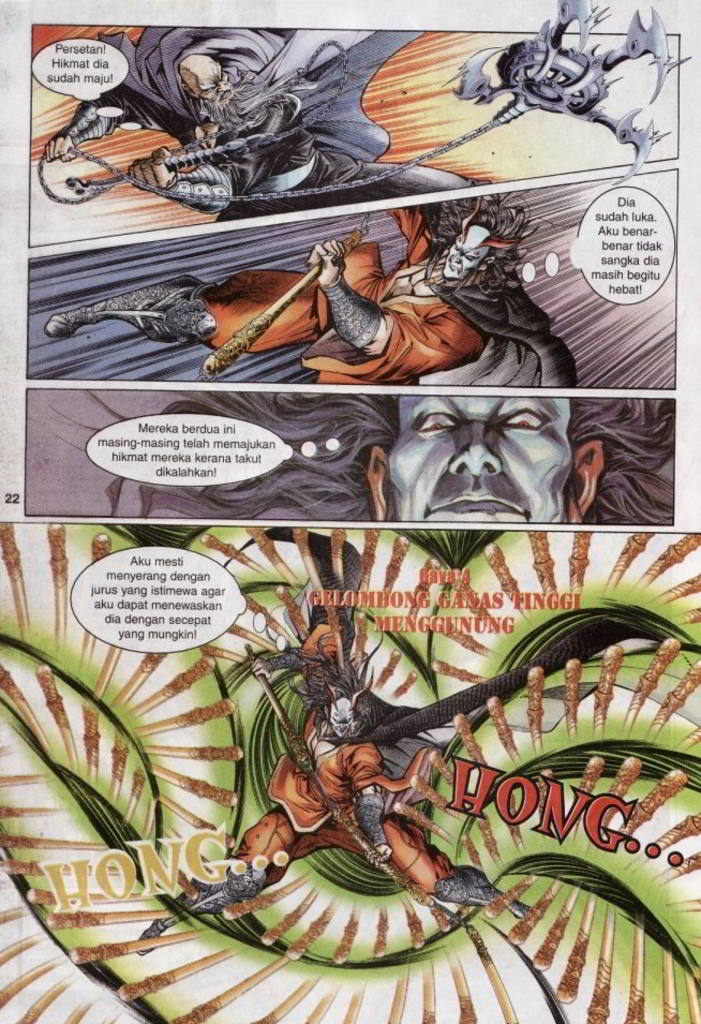 Persetan!
Hikmat dia
sudah maju!
Dia
sudah luka.
Aku benar-
benar tidak
sangka dia
masih begitu
hebat!
Mereka berdua ini
masing-masing telah memajukan
hikmat mereka kerana takut
dikalahkan!
22
Aku mesti
menyerang dengan
jurus yang istimewa agar
aku dapat menewaskan
dia dengan secepat
yang mungkin!
Gaya 4
GELOMBONG GANAS TINGGI
MENGGUNUNG
HONG...
HONG...